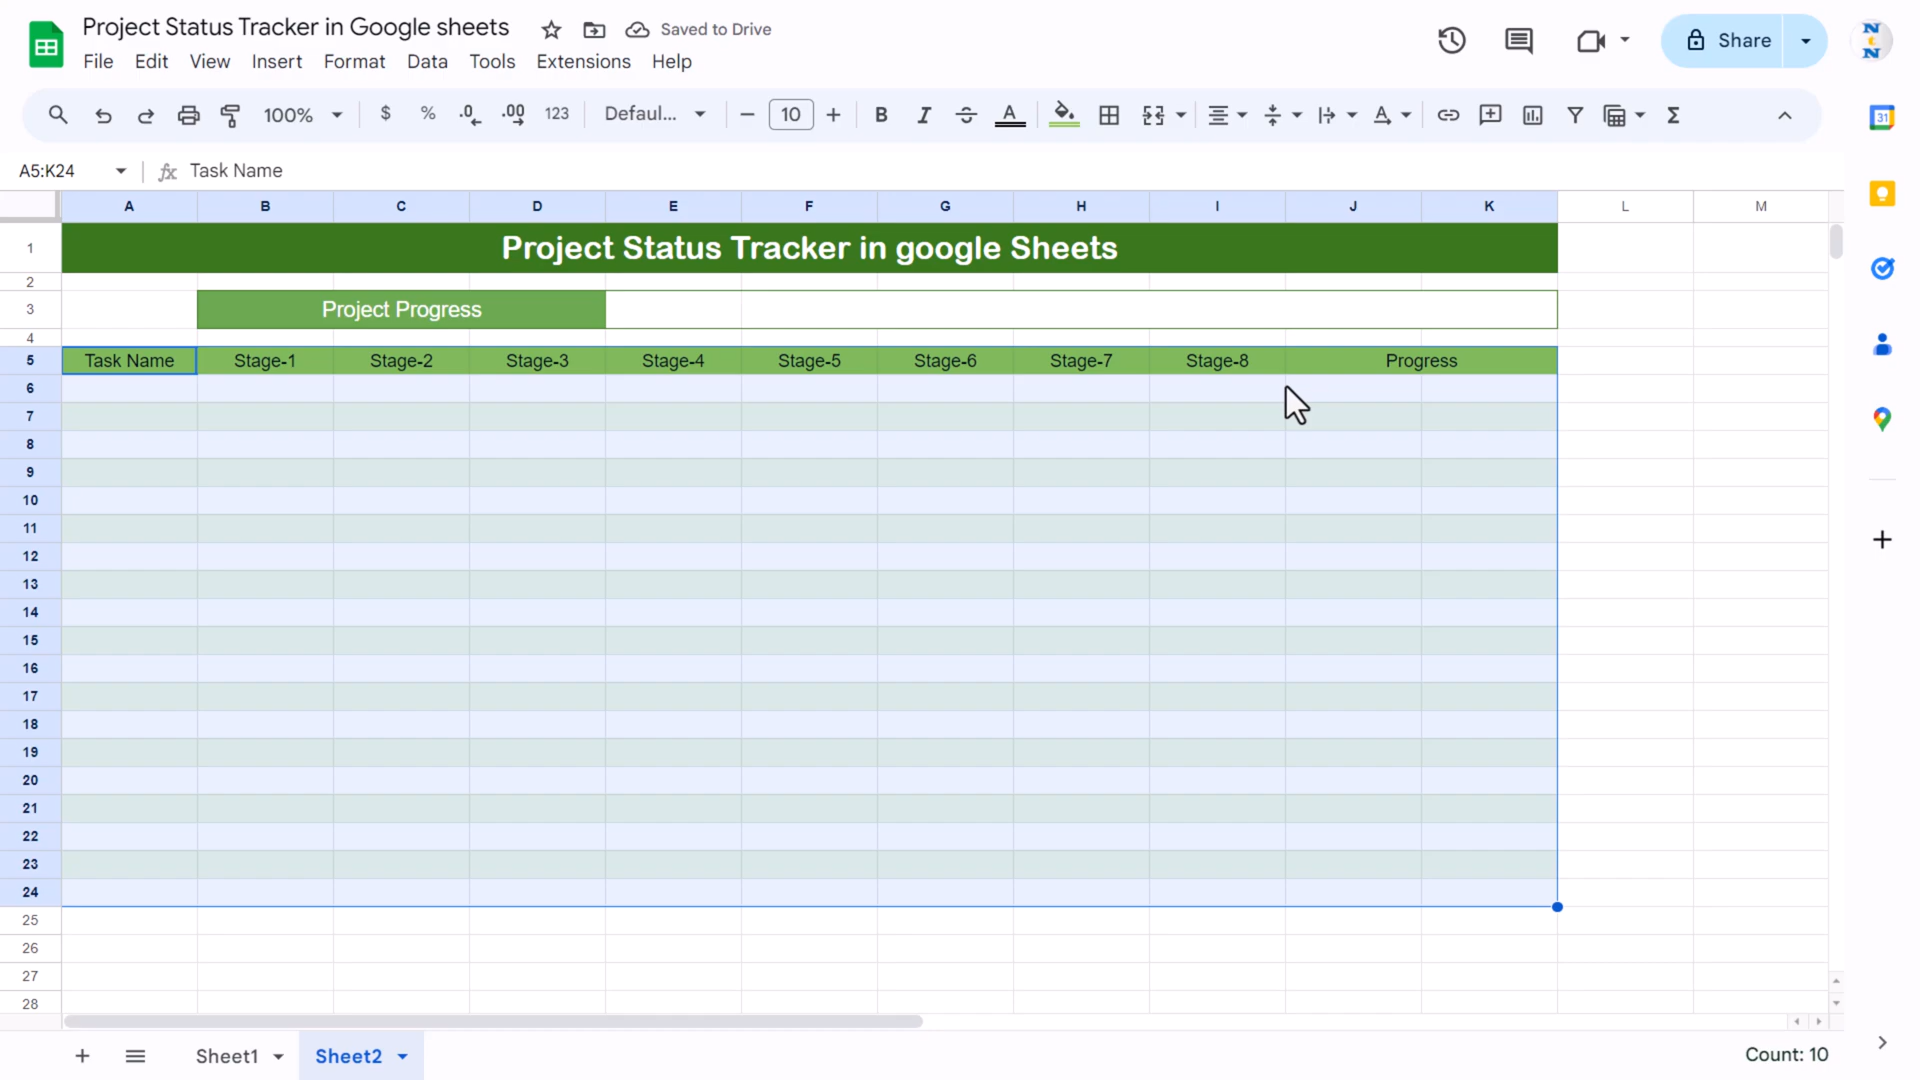 Project Status Tracker in Google sheets
Saved to Drive
File Edit View Insert Format Data Tools Extensions Help
Share
N t N
100% $ % .0 .00 123 Defaul... 10 B I S A Σ
31
A5:K24 fx Task Name
A B C D E F G H I J K L M
1 Project Status Tracker in google Sheets
2
3 Project Progress
4
5 Task Name Stage-1 Stage-2 Stage-3 Stage-4 Stage-5 Stage-6 Stage-7 Stage-8 Progress
6
7
8
9
10
11
12
13
14
15
16
17
18
19
20
21
22
23
24
25
26
27
28
Sheet1 Sheet2 Count: 10